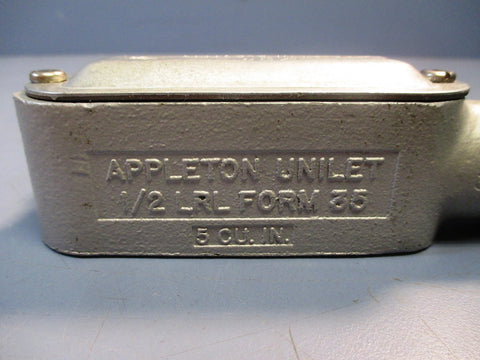 APPLETON UNILET
1/2 LRL FORM 35
5 CU. IN.